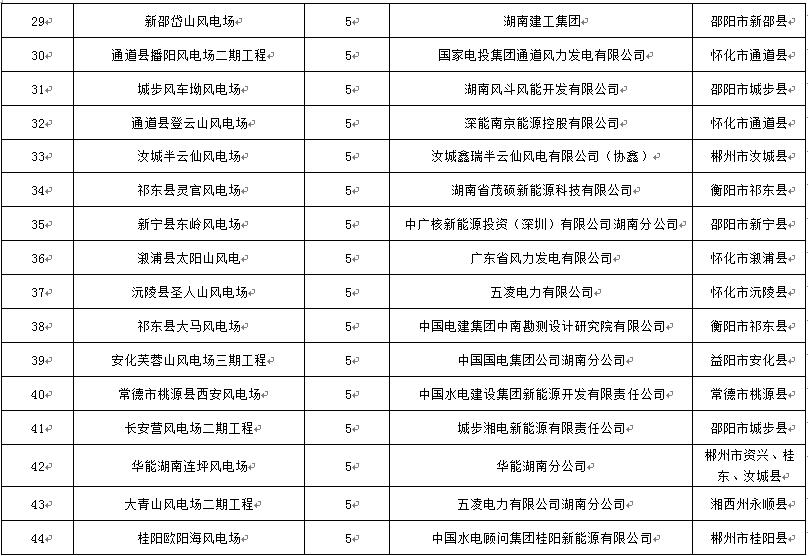 29 新邵岱山风电场 5 湖南建工集团 邵阳市新邵县
30 通道县播阳风电场二期工程 5 国家电投集团通道风力发电有限公司 怀化市通道县
31 城步风车坳风电场 5 湖南风斗风能开发有限公司 邵阳市城步县
32 通道县登云山风电场 5 深能南京能源控股有限公司 怀化市通道县
33 汝城半云仙风电场 5 汝城鑫瑞半云仙风电有限公司（协鑫） 郴州市汝城县
34 祁东县灵官风电场 5 湖南省茂硕新能源科技有限公司 衡阳市祁东县
35 新宁县东岭风电场 5 中广核新能源投资（深圳）有限公司湖南分公司 邵阳市新宁县
36 溆浦县太阳山风电 5 广东省风力发电有限公司 怀化市溆浦县
37 沅陵县圣人山风电场 5 五凌电力有限公司 怀化市沅陵县
38 祁东县大马风电场 5 中国电建集团中南勘测设计研究院有限公司 衡阳市祁东县
39 安化芙蓉山风电场三期工程 5 中国国电集团公司湖南分公司 益阳市安化县
40 常德市桃源县西安风电场 5 中国水电建设集团新能源开发有限责任公司 常德市桃源县
41 长安营风电场二期工程 5 城步湘电新能源有限责任公司 邵阳市城步县
42 华能湖南连坪风电场 5 华能湖南分公司 郴州市资兴、桂
东、汝城县
43 大青山风电场二期工程 5 五凌电力有限公司湖南分公司 湘西州永顺县
44 桂阳欧阳海风电场 5 中国水电顾问集团桂阳新能源有限公司 郴州市桂阳县